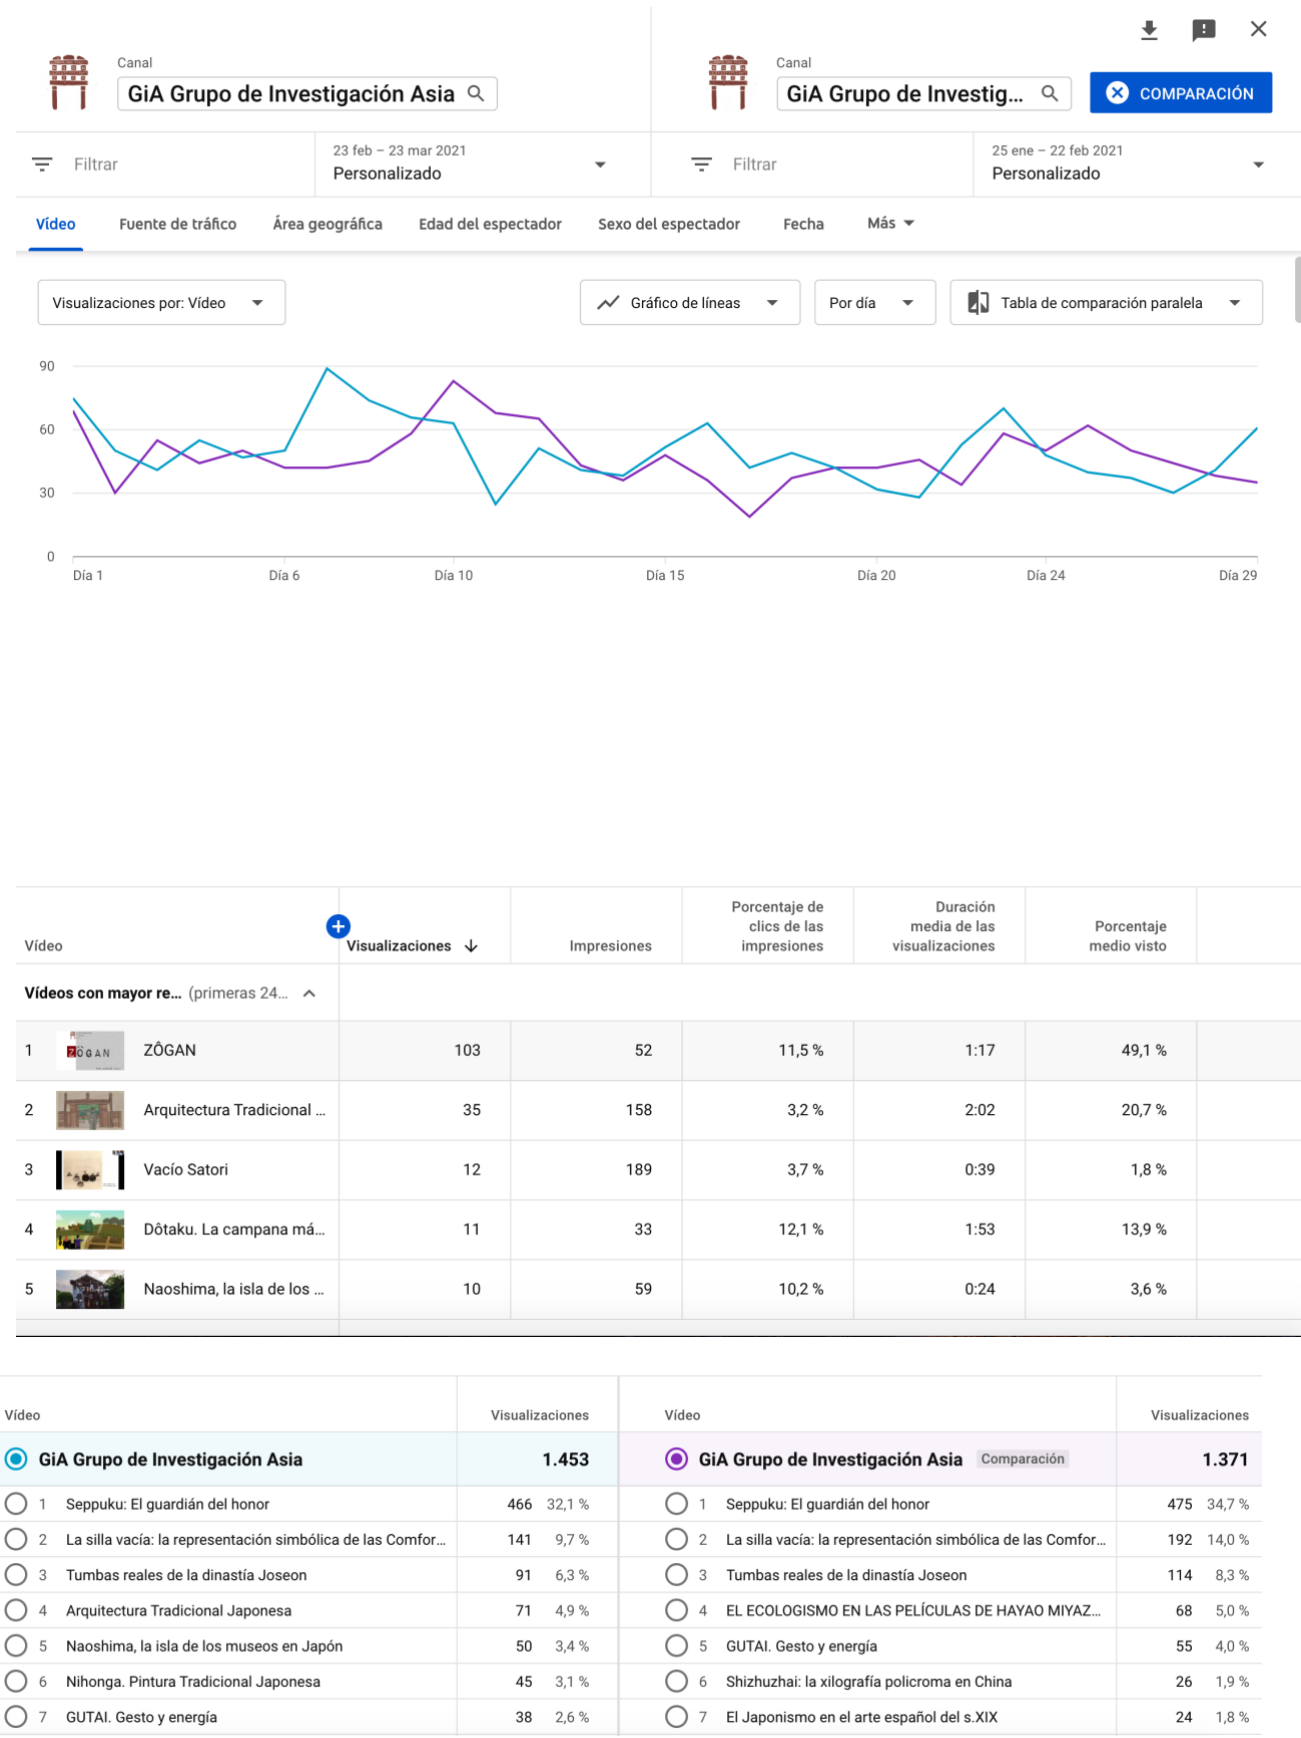 Canal
GiA Grupo de Investigación Asia
Canal
GiA Grupo de Investig...
COMPARACIÓN
Filtrar
23 feb – 23 mar 2021
Personalizado
Filtrar
25 ene – 22 feb 2021
Personalizado
Vídeo Fuente de tráfico Área geográfica Edad del espectador Sexo del espectador Fecha Más
Visualizaciones por: Vídeo Gráfico de líneas Por día Tabla de comparación paralela
90
60
30
0
Día 1 Día 6 Día 10 Día 15 Día 20 Día 24 Día 29
Vídeo Visualizaciones Impresiones Porcentaje de clics de las impresiones Duración media de las visualizaciones Porcentaje medio visto
Vídeos con mayor re... (primeras 24...
1 ZOGAN ZÔGAN 103 52 11,5 % 1:17 49,1 %
2 Arquitectura Tradicional ... 35 158 3,2 % 2:02 20,7 %
3 Vacío Satori 12 189 3,7 % 0:39 1,8 %
4 Dôtaku. La campana má... 11 33 12,1 % 1:53 13,9 %
5 Naoshima, la isla de los ... 10 59 10,2 % 0:24 3,6 %
Vídeo Visualizaciones Vídeo Visualizaciones
GiA Grupo de Investigación Asia 1.453 GiA Grupo de Investigación Asia Comparación 1.371
1 Seppuku: El guardián del honor 466 32,1 % 1 Seppuku: El guardián del honor 475 34,7 %
2 La silla vacía: la representación simbólica de las Comfor... 141 9,7 % 2 La silla vacía: la representación simbólica de las Comfor... 192 14,0 %
3 Tumbas reales de la dinastía Joseon 91 6,3 % 3 Tumbas reales de la dinastía Joseon 114 8,3 %
4 Arquitectura Tradicional Japonesa 71 4,9 % 4 EL ECOLOGISMO EN LAS PELÍCULAS DE HAYAO MIYAZ... 68 5,0 %
5 Naoshima, la isla de los museos en Japón 50 3,4 % 5 GUTAI. Gesto y energía 55 4,0 %
6 Nihonga. Pintura Tradicional Japonesa 45 3,1 % 6 Shizhuzhai: la xilografía policroma en China 26 1,9 %
7 GUTAI. Gesto y energía 38 2,6 % 7 El Japonismo en el arte español del s.XIX 24 1,8 %